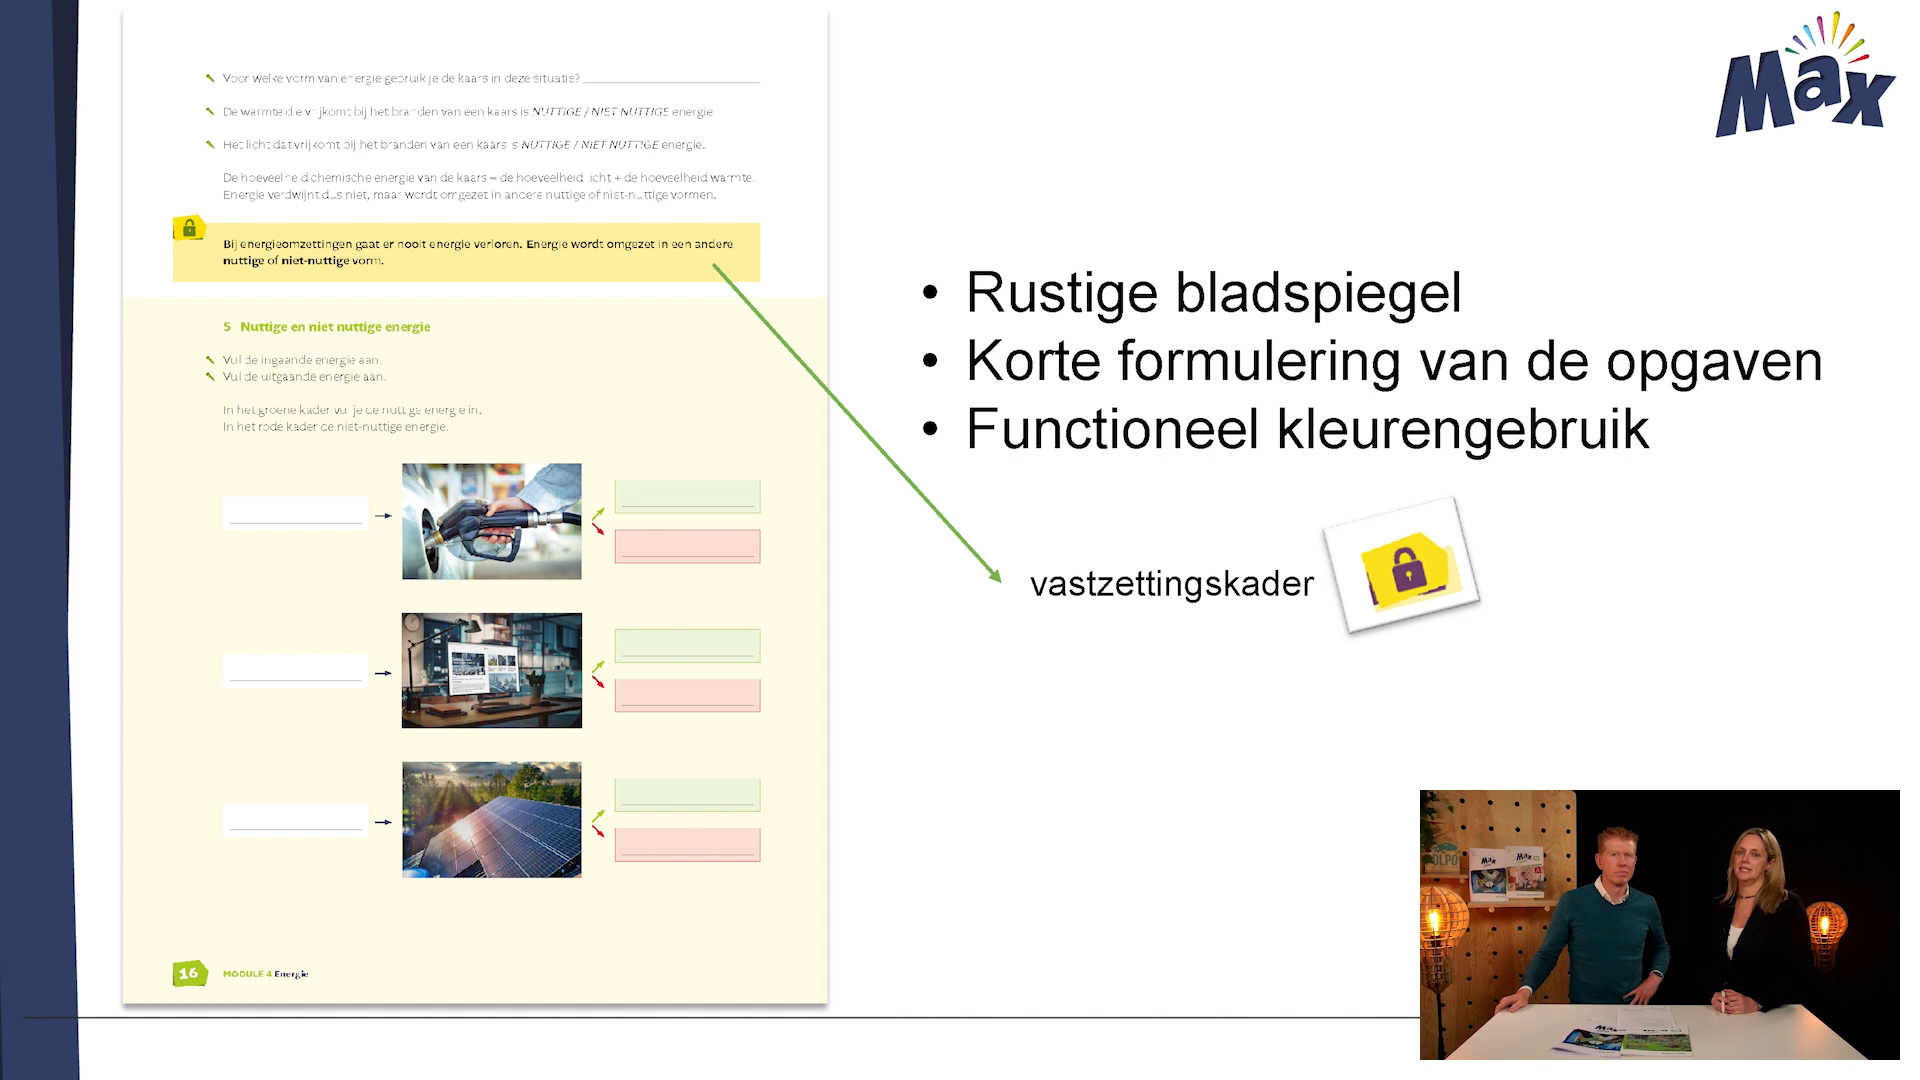 Voor welke vorm van energie gebruik je de kaars in deze situatie?
De warmte die vrijkomt bij het branden van een kaars is NUTTIGE / NIET NUTTIGE energie
Het licht dat vrijkomt bij het branden van een kaars is NUTTIGE / NIET NUTTIGE energie.
De hoeveelheid chemische energie van de kaars = de hoeveelheid licht + de hoeveelheid warmte.
Energie verdwijnt dus niet, maar wordt omgezet in andere nuttige of niet-nuttige vormen.
Bij energieomzettingen gaat er nooit energie verloren. Energie wordt omgezet in een andere
nuttige of niet-nuttige vorm.
5 Nuttige en niet nuttige energie
Vul de ingaande energie aan.
Vul de uitgaande energie aan.
In het groene kader vul je de nuttige energie in.
In het rode kader de niet-nuttige energie.
16 MODULE 4 Energie
Max
• Rustige bladspiegel
• Korte formulering van de opgaven
• Functioneel kleurengebruik
vastzettingskader
Max
Max